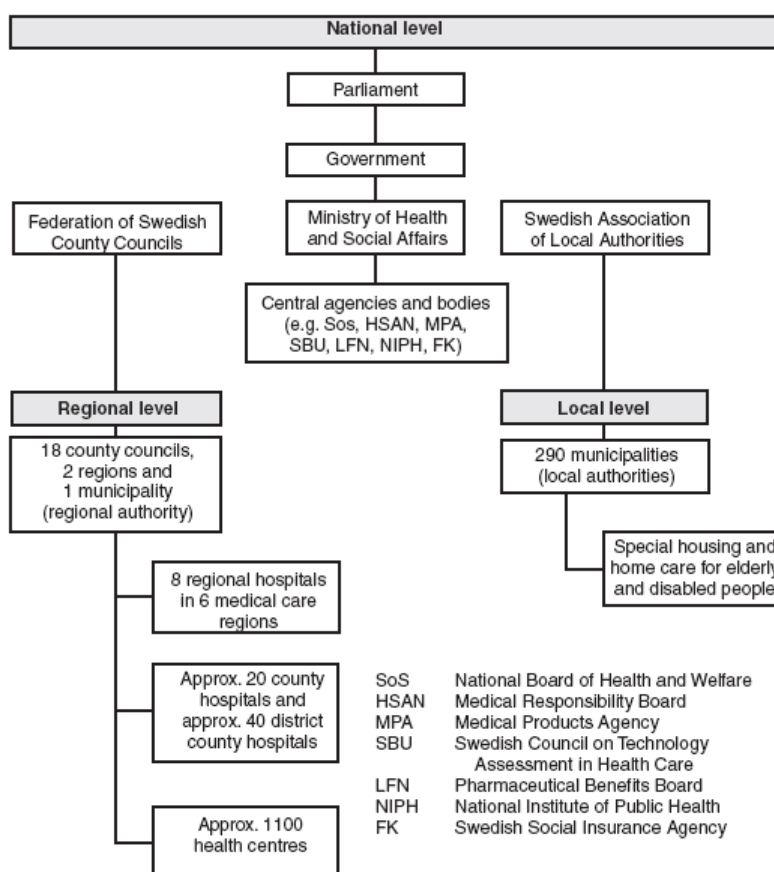 National level
Parliament
Government
Federation of Swedish
County Councils
Ministry of Health
and Social Affairs
Swedish Association
of Local Authorities
Central agencies and bodies
(e.g. Sos, HSAN, MPA,
SBU, LFN, NIPH, FK)
Regional level
Local level
18 county councils,
2 regions and
1 municipality
(regional authority)
290 municipalities
(local authorities)
Special housing and
home care for elderly
and disabled people
8 regional hospitals
in 6 medical care
regions
Approx. 20 county
hospitals and
approx. 40 district
county hospitals
Approx. 1100
health centres
SoS National Board of Health and Welfare
HSAN Medical Responsibility Board
MPA Medical Products Agency
SBU Swedish Council on Technology
Assessment in Health Care
LFN Pharmaceutical Benefits Board
NIPH National Institute of Public Health
FK Swedish Social Insurance Agency